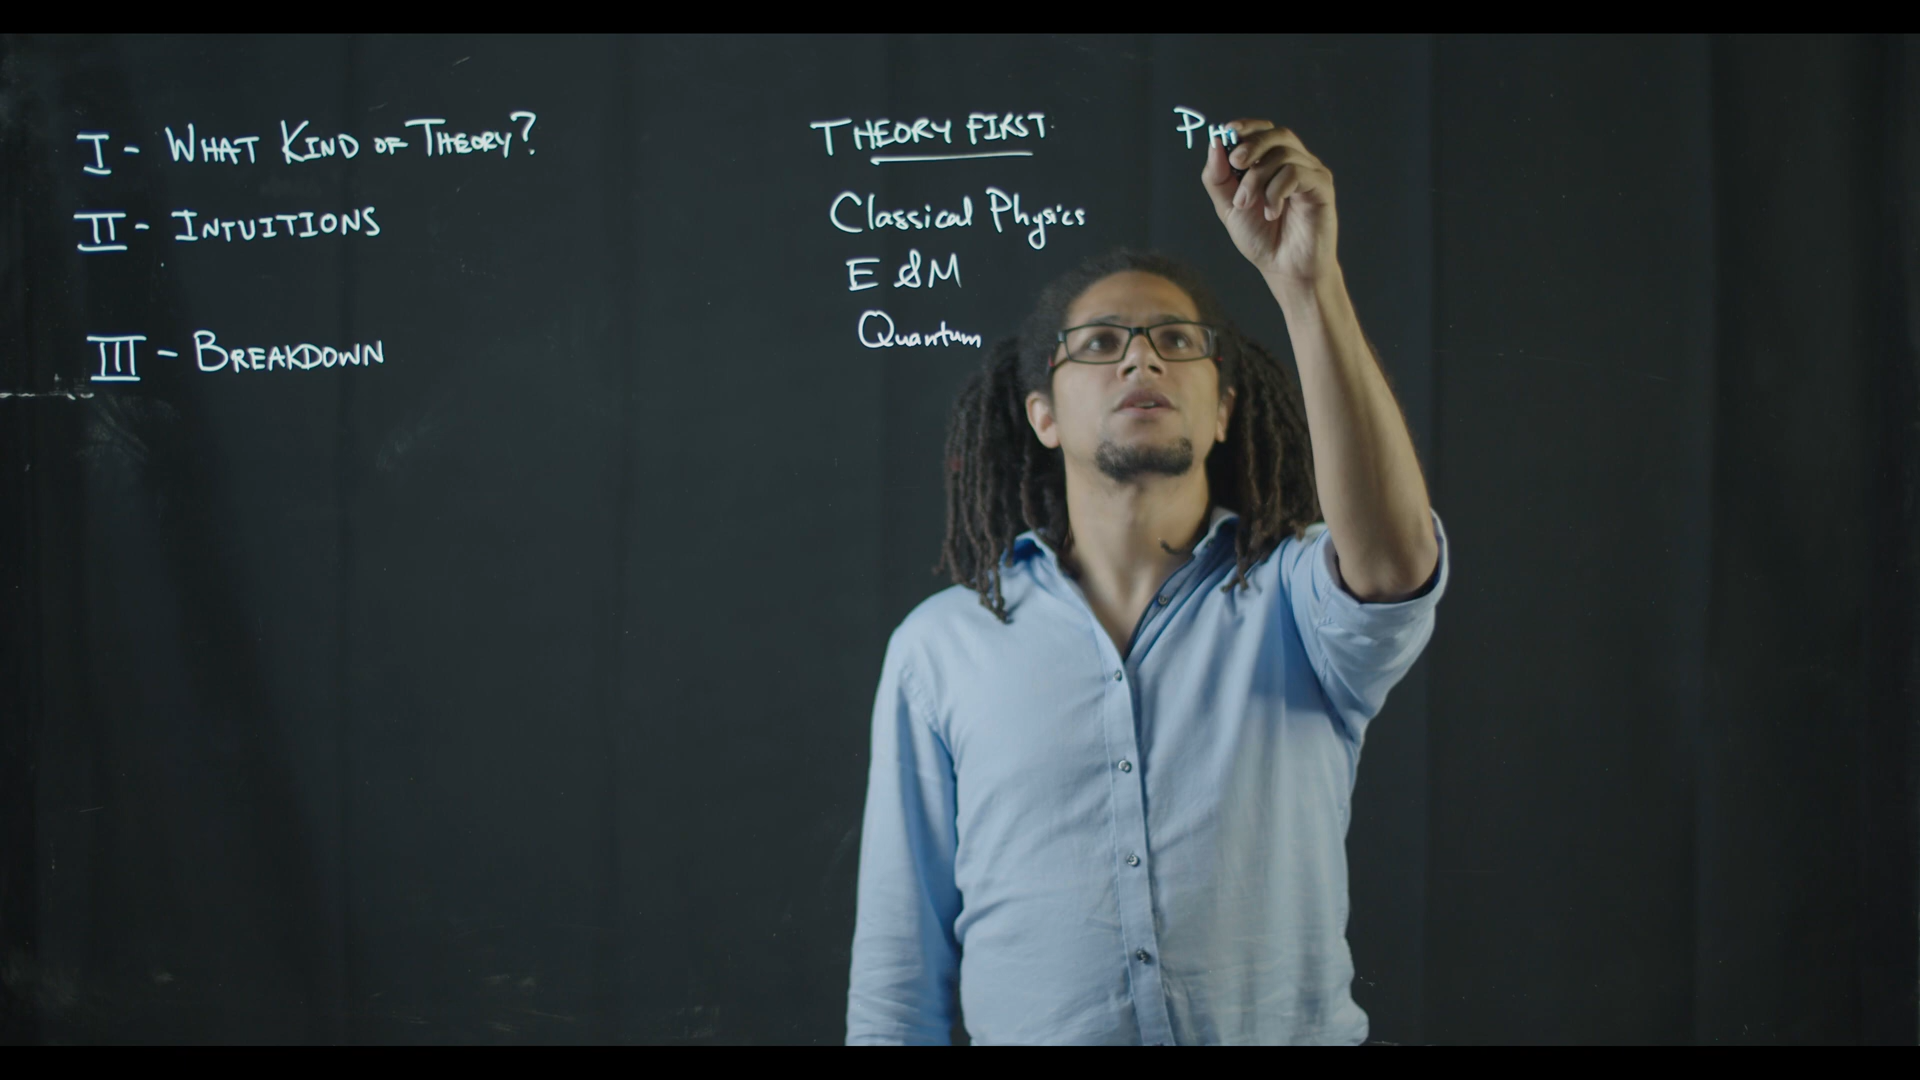 I - WHAT KIND OF THEORY?
II - INTUITIONS
III - BREAKDOWN
THEORY FIRST
Classical Physics
E & M
Quantum